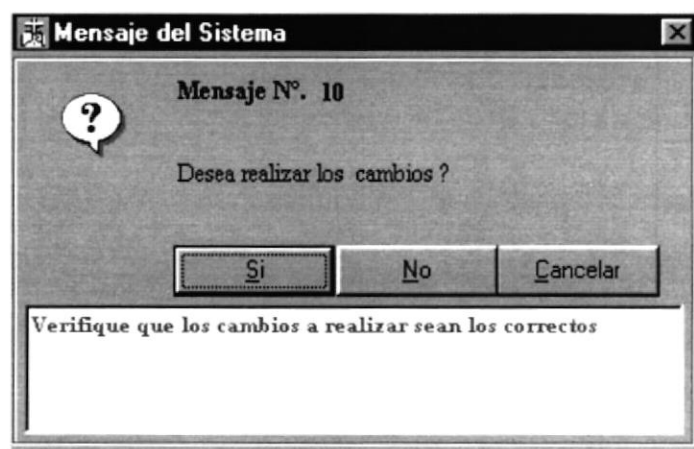 Mensaje del Sistema
Mensaje Nº. 10
?
Desea realizar los cambios ?
Si
No
Cancelar
Verifique que los cambios a realizar sean los correctos